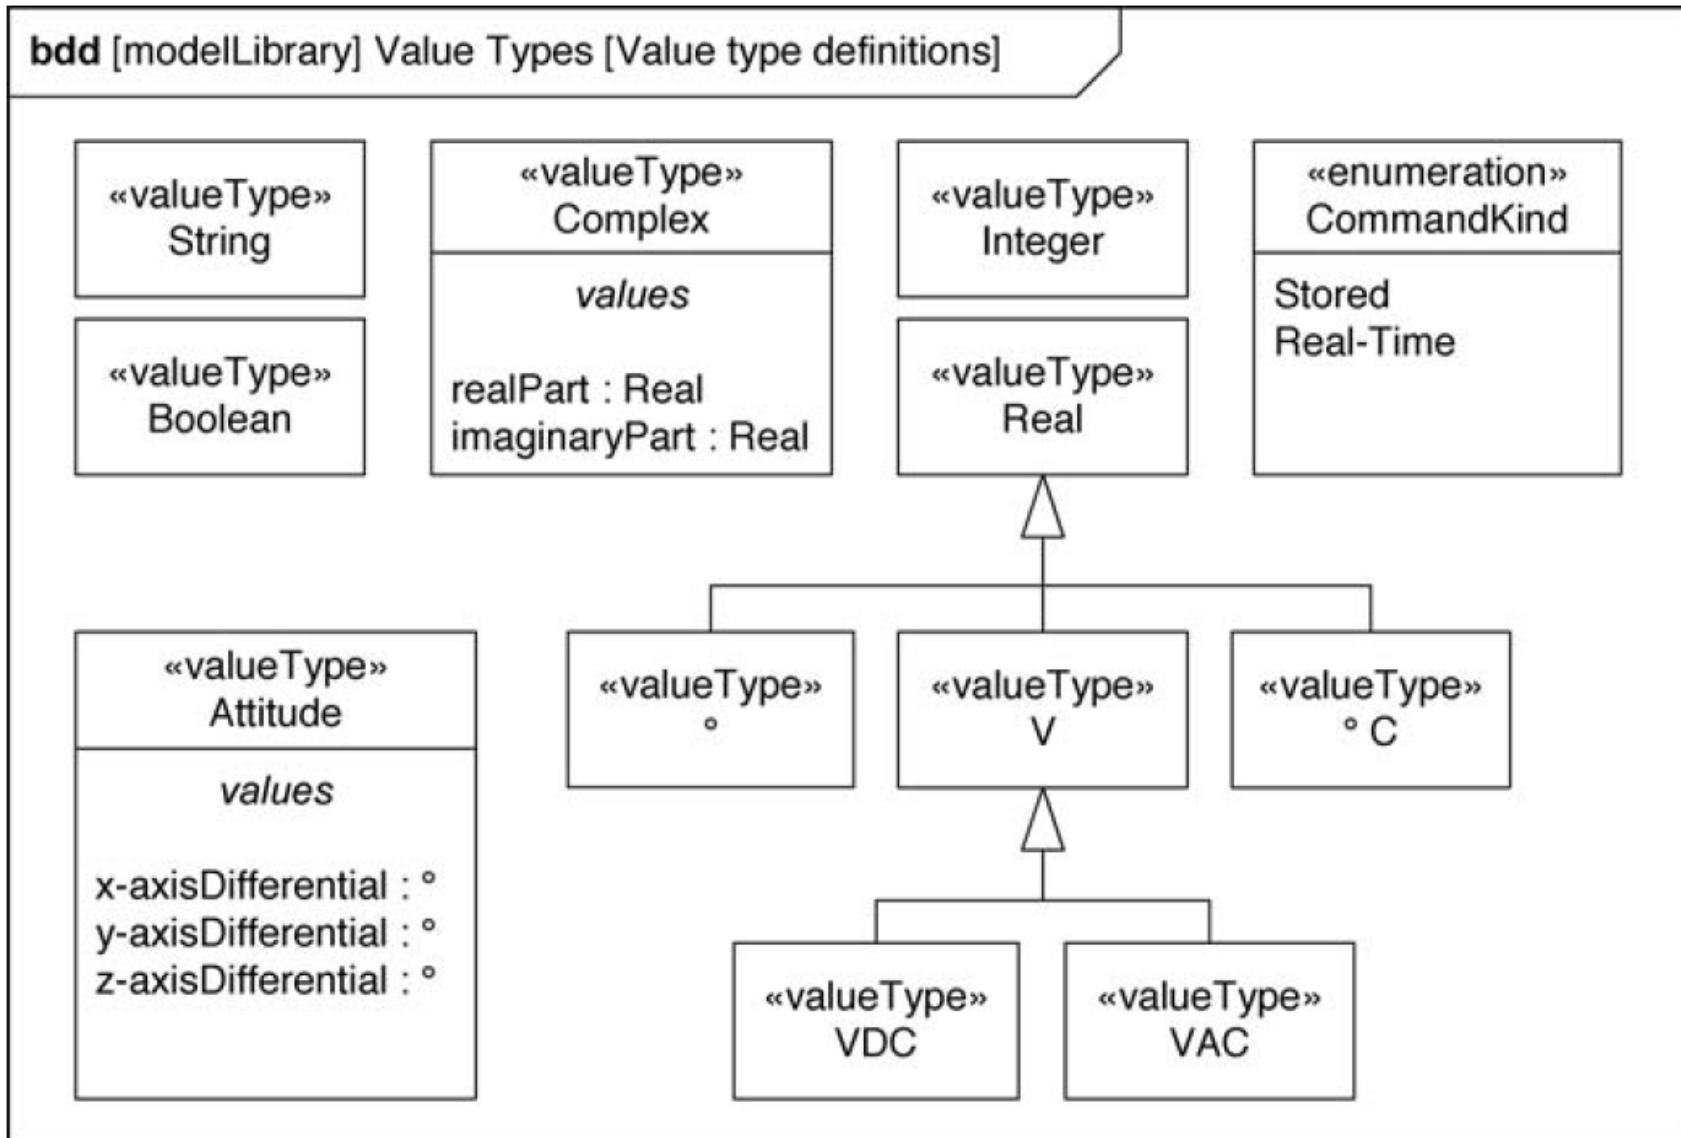 bdd [modelLibrary] Value Types [Value type definitions]
«valueType»
String
«valueType»
Boolean
«valueType»
Complex
values
realPart : Real
imaginaryPart : Real
«valueType»
Integer
«valueType»
Real
«enumeration»
CommandKind
Stored
Real-Time
«valueType»
Attitude
values
x-axisDifferential : °
y-axisDifferential : °
z-axisDifferential : °
«valueType»
°
«valueType»
V
«valueType»
° C
«valueType»
VDC
«valueType»
VAC